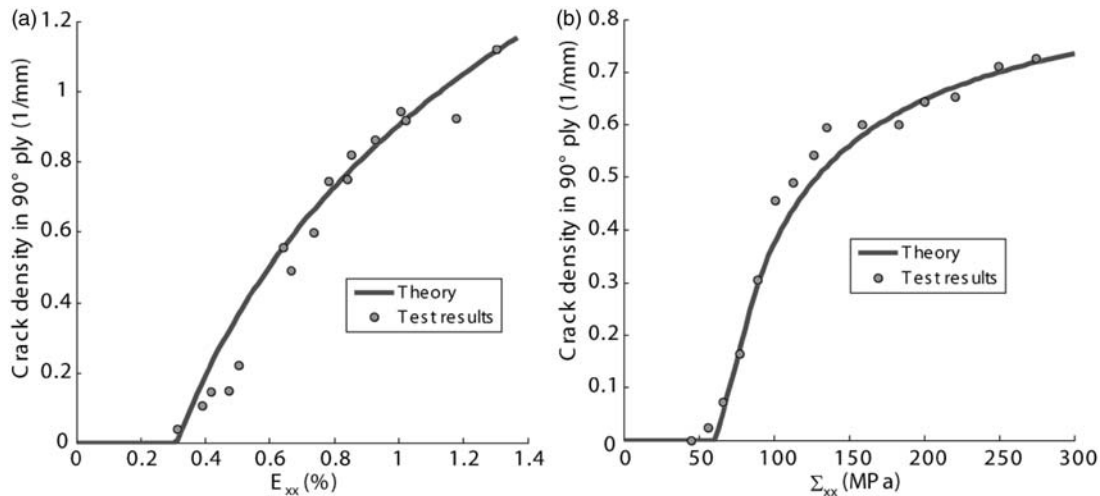 (a)
1.2
1
0.8
0.6
0.4
0.2
0
Crack density in 90° ply (1/mm)
Theory
Test results
0 0.2 0.4 0.6 0.8 1 1.2 1.4
Exx (%)
(b)
0.8
0.7
0.6
0.5
0.4
0.3
0.2
0.1
0
Crack density in 90° ply (1/mm)
Theory
Test results
0 50 100 150 200 250 300
Σxx (MPa)